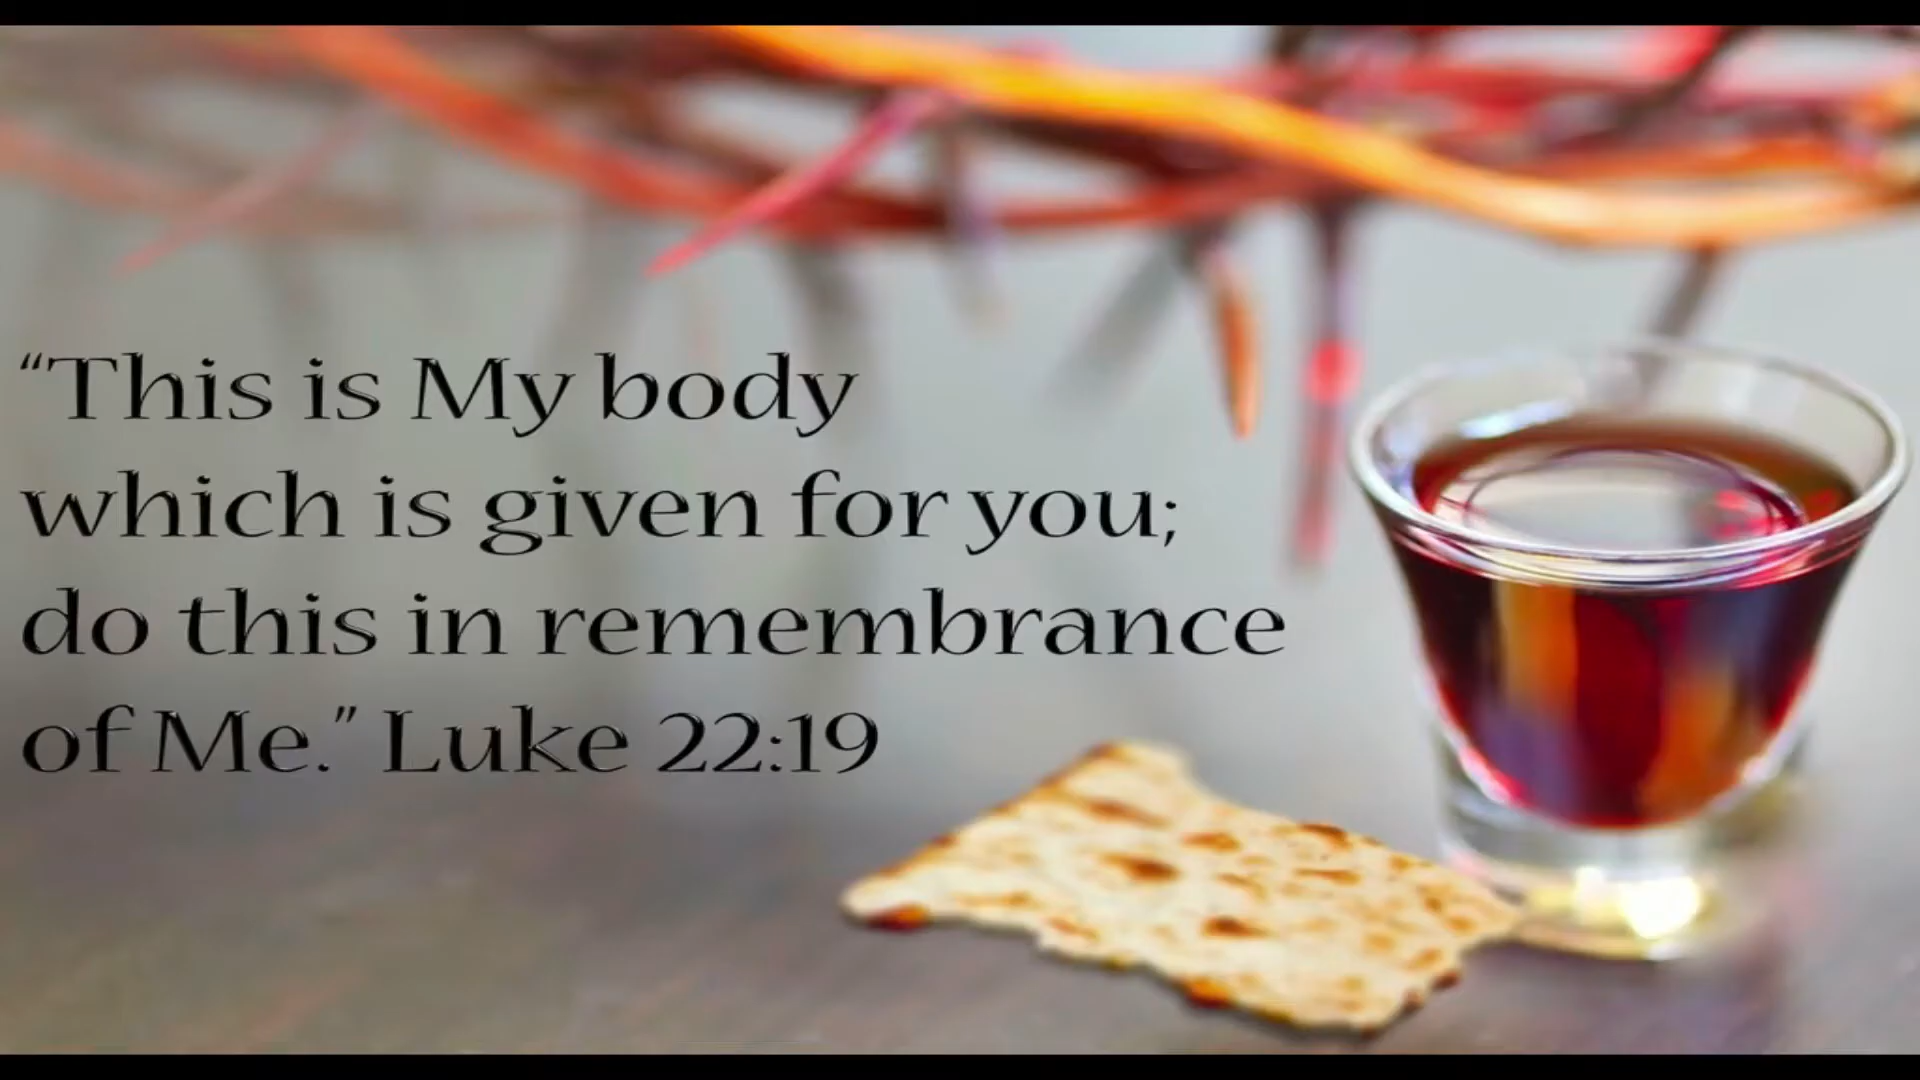 “This is My body
which is given for you;
do this in remembrance
of Me.” Luke 22:19